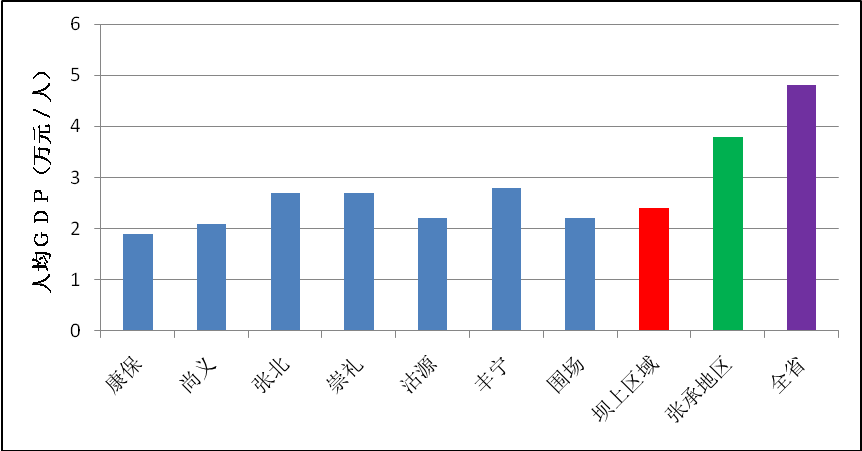 人均GDP（万元/人）
6
5
4
3
2
1
0
康保
尚义
张北
崇礼
沽源
丰宁
围场
坝上区域
张承地区
全省